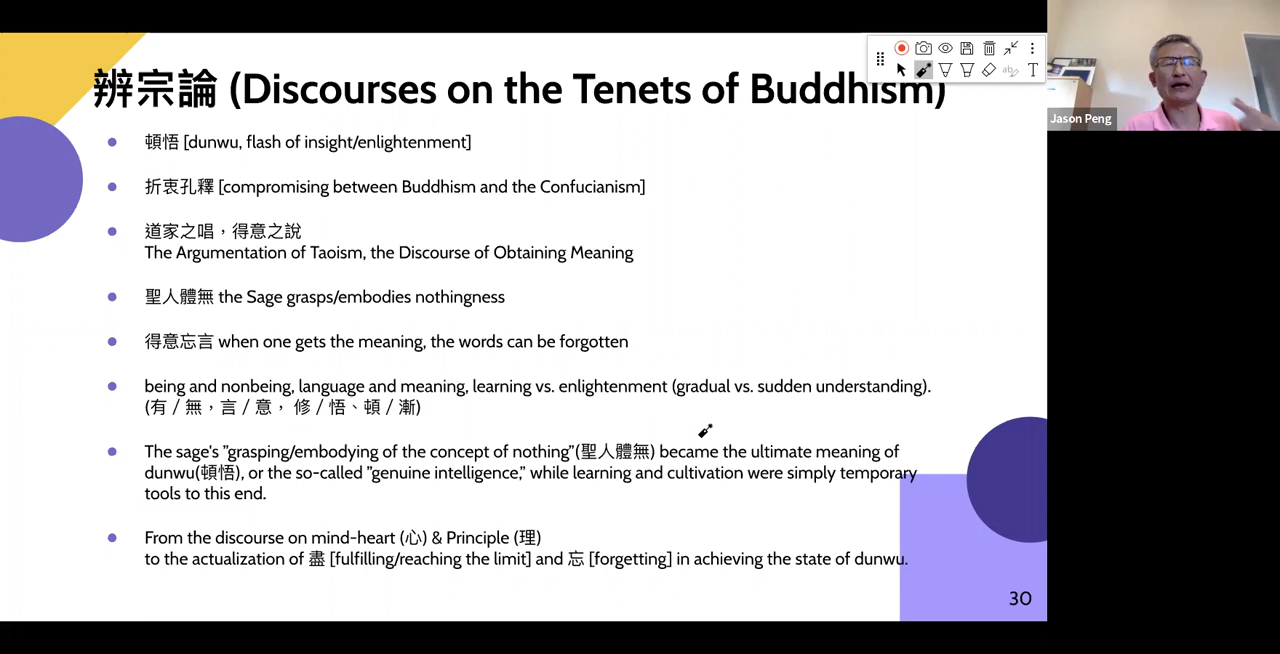 辨宗論 (Discourses on the Tenets of Buddhism)
頓悟 [dunwu, flash of insight/enlightenment]
折衷孔釋 [compromising between Buddhism and the Confucianism]
道家之唱，得意之說
The Argumentation of Taoism, the Discourse of Obtaining Meaning
聖人體無 the Sage grasps/embodies nothingness
得意忘言 when one gets the meaning, the words can be forgotten
being and nonbeing, language and meaning, learning vs. enlightenment (gradual vs. sudden understanding).
(有 / 無，言 / 意， 修 / 悟、頓 / 漸)
The sage's ”grasping/embodying of the concept of nothing”(聖人體無) became the ultimate meaning of
dunwu(頓悟), or the so-called ”genuine intelligence,” while learning and cultivation were simply temporary
tools to this end.
From the discourse on mind-heart (心) & Principle (理)
to the actualization of 盡 [fulfilling/reaching the limit] and 忘 [forgetting] in achieving the state of dunwu.
30
ab
T
Jason Peng